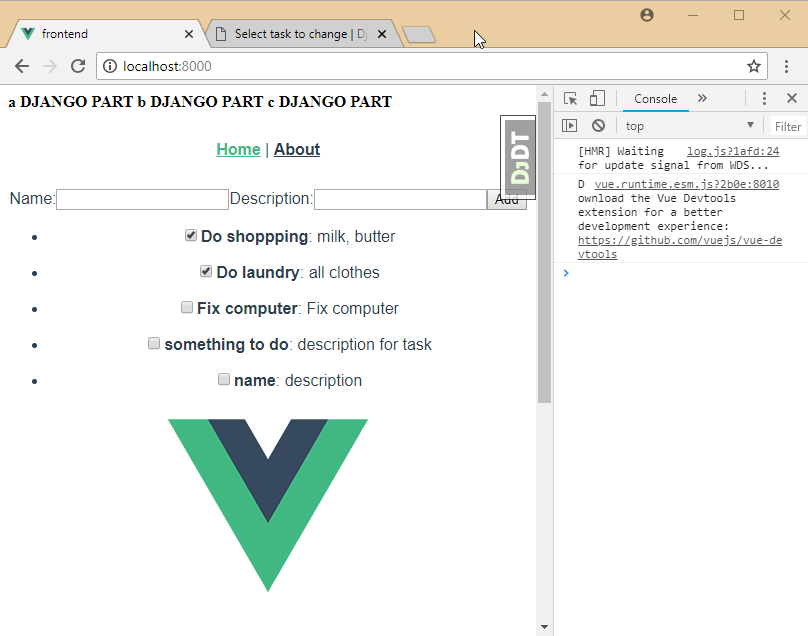 frontend
Select task to change | Dj
localhost:8000
a DJANGO PART b DJANGO PART c DJANGO PART
Home | About
DJDT
Name: Description: Add
Do shoppping: milk, butter
Do laundry: all clothes
Fix computer: Fix computer
something to do: description for task
name: description
Console
top
Filter
[HMR] Waiting log.js?1afd:24
for update signal from WDS...
D vue.runtime.esm.js?2b0e:8010
ownload the Vue Devtools
extension for a better
development experience:
https://github.com/vuejs/vue-de
vtools